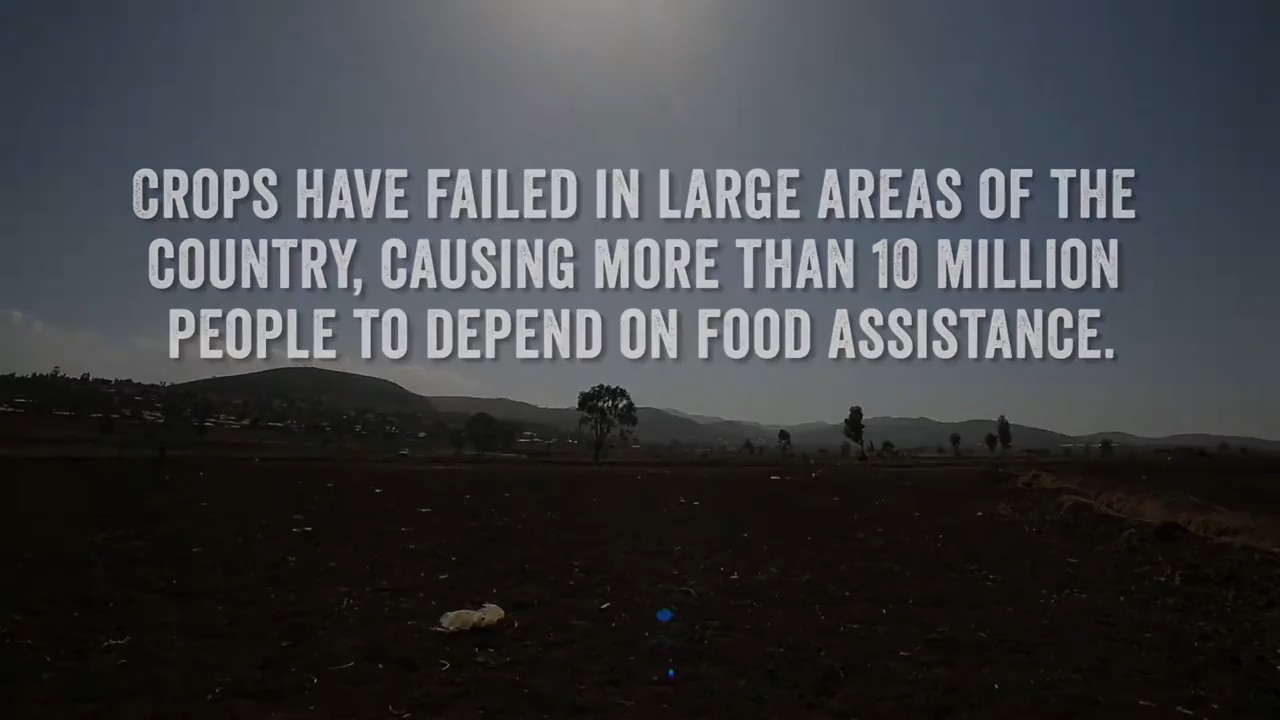 CROPS HAVE FAILED IN LARGE AREAS OF THE
COUNTRY, CAUSING MORE THAN 10 MILLION
PEOPLE TO DEPEND ON FOOD ASSISTANCE.